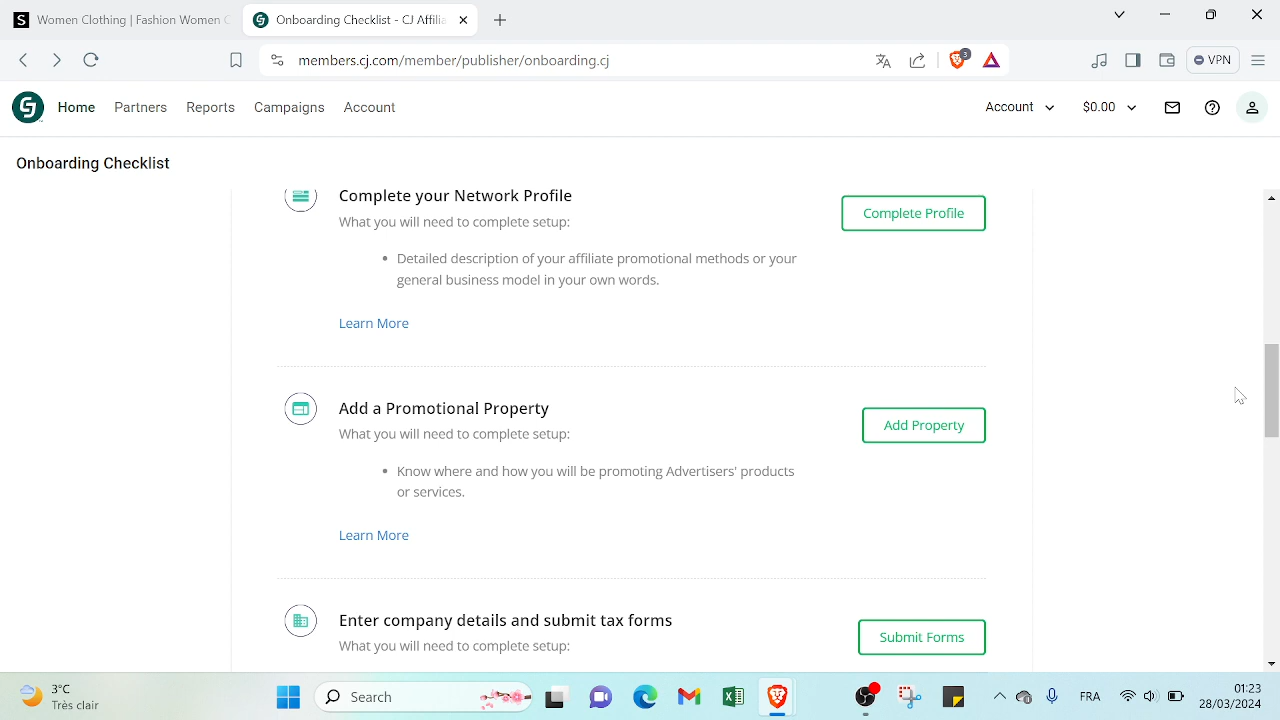 S Women Clothing | Fashion Women C
Onboarding Checklist - CJ Affilia
members.cj.com/member/publisher/onboarding.cj
3
VPN
Home Partners Reports Campaigns Account
Account $0.00
Onboarding Checklist
Complete your Network Profile
Complete Profile
What you will need to complete setup:
• Detailed description of your affiliate promotional methods or your
general business model in your own words.
Learn More
Add a Promotional Property
Add Property
What you will need to complete setup:
• Know where and how you will be promoting Advertisers' products
or services.
Learn More
Enter company details and submit tax forms
Submit Forms
What you will need to complete setup:
3°C
Très clair
Search
FRA
01:23
28/03/2024